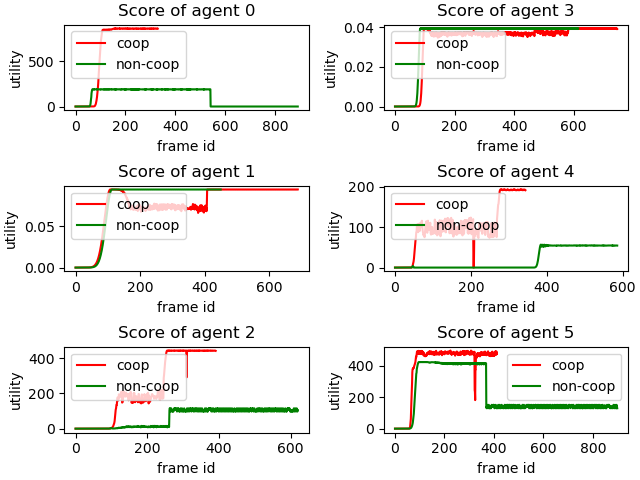 Score of agent 0
utility
500
0
coop
non-coop
0 200 400 600 800
frame id
Score of agent 3
utility
0.04
0.02
0.00
coop
non-coop
0 200 400 600
frame id
Score of agent 1
utility
0.05
0.00
coop
non-coop
0 200 400 600
frame id
Score of agent 4
utility
200
100
0
coop
non-coop
0 200 400 600
frame id
Score of agent 2
utility
400
200
0
coop
non-coop
0 200 400 600
frame id
Score of agent 5
utility
400
200
0
coop
non-coop
0 200 400 600 800
frame id